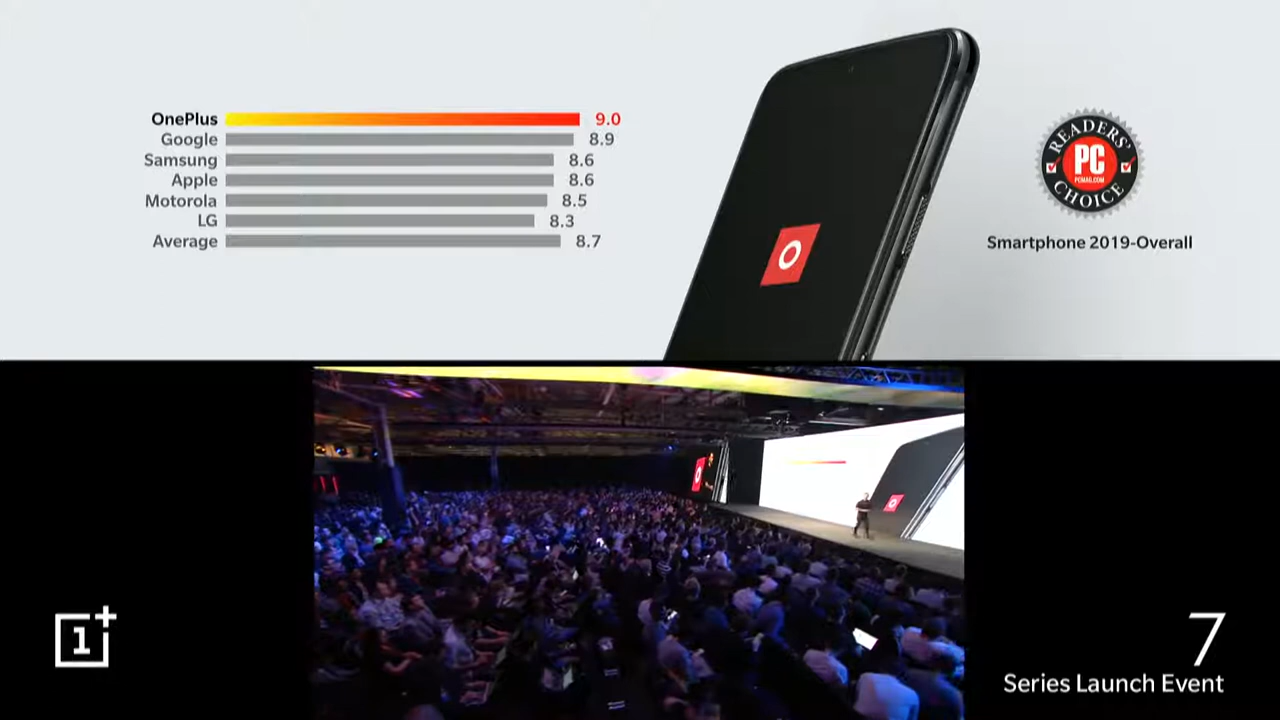 OnePlus 9.0
Google 8.9
Samsung 8.6
Apple 8.6
Motorola 8.5
LG 8.3
Average 8.7
READERS'
PC
PCMAG.COM
CHOICE
Smartphone 2019-Overall
1+
7
Series Launch Event